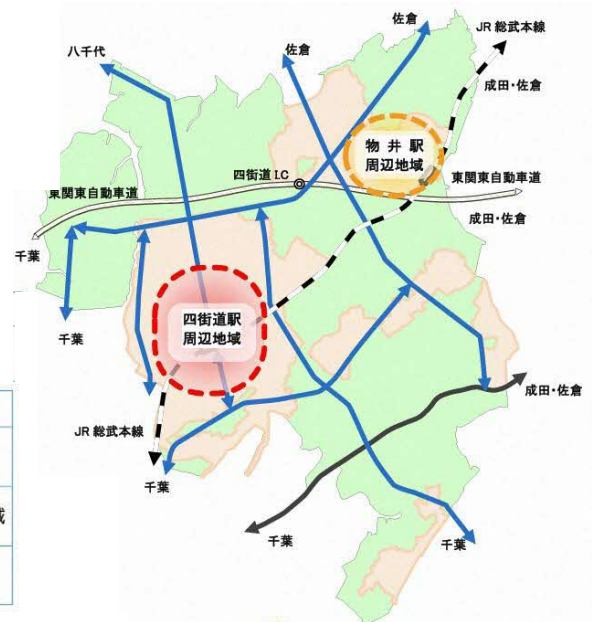 JR 総武本線
八千代
佐倉
佐倉
成田・佐倉
物井駅
周辺地域
四街道 I.C
東関東自動車道
東関東自動車道
成田・佐倉
千葉
千葉
四街道駅
周辺地域
成田・佐倉
JR 総武本線
千葉
千葉
千葉
域